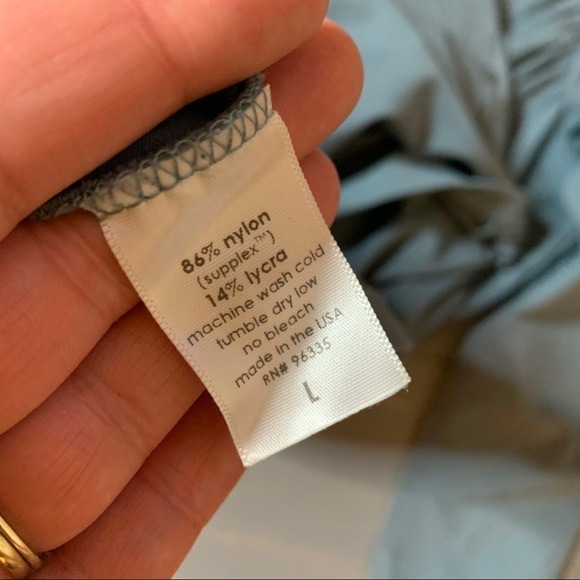 86% nylon
(supplex™)
14% lycra
machine wash cold
tumble dry low
no bleach
made in the USA
RN# 96335
L